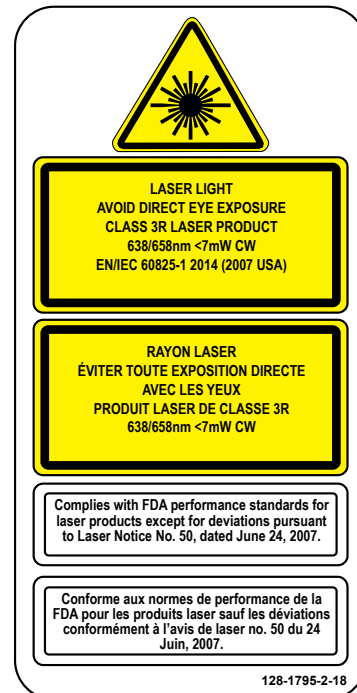 LASER LIGHT
AVOID DIRECT EYE EXPOSURE
CLASS 3R LASER PRODUCT
638/658nm <7mW CW
EN/IEC 60825-1 2014 (2007 USA)
RAYON LASER
ÉVITER TOUTE EXPOSITION DIRECTE
AVEC LES YEUX
PRODUIT LASER DE CLASSE 3R
638/658nm <7mW CW
Complies with FDA performance standards for
laser products except for deviations pursuant
to Laser Notice No. 50, dated June 24, 2007.
Conforme aux normes de performance de la
FDA pour les produits laser sauf les déviations
conformément à l’avis de laser no. 50 du 24
Juin, 2007.
128-1795-2-18